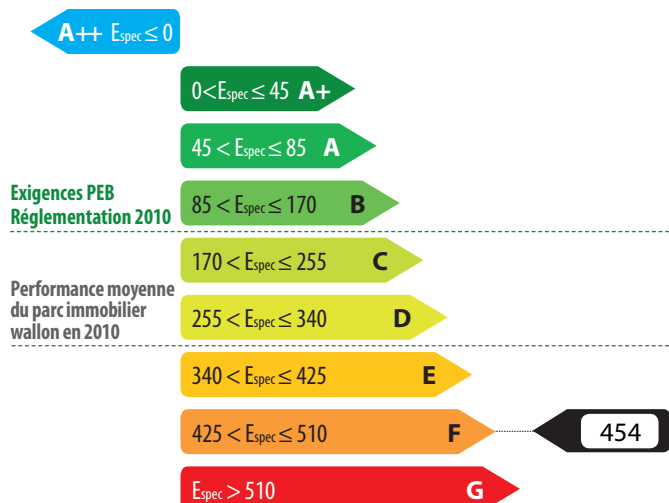 A++ Espec ≤ 0
0<Espec ≤ 45 A+
45 < Espec ≤ 85 A
Exigences PEB
Réglementation 2010
85 < Espec ≤ 170 B
170 < Espec ≤ 255 C
Performance moyenne
du parc immobilier
wallon en 2010
255 < Espec ≤ 340 D
340 < Espec ≤ 425 E
425 < Espec ≤ 510 F
454
Espec > 510 G